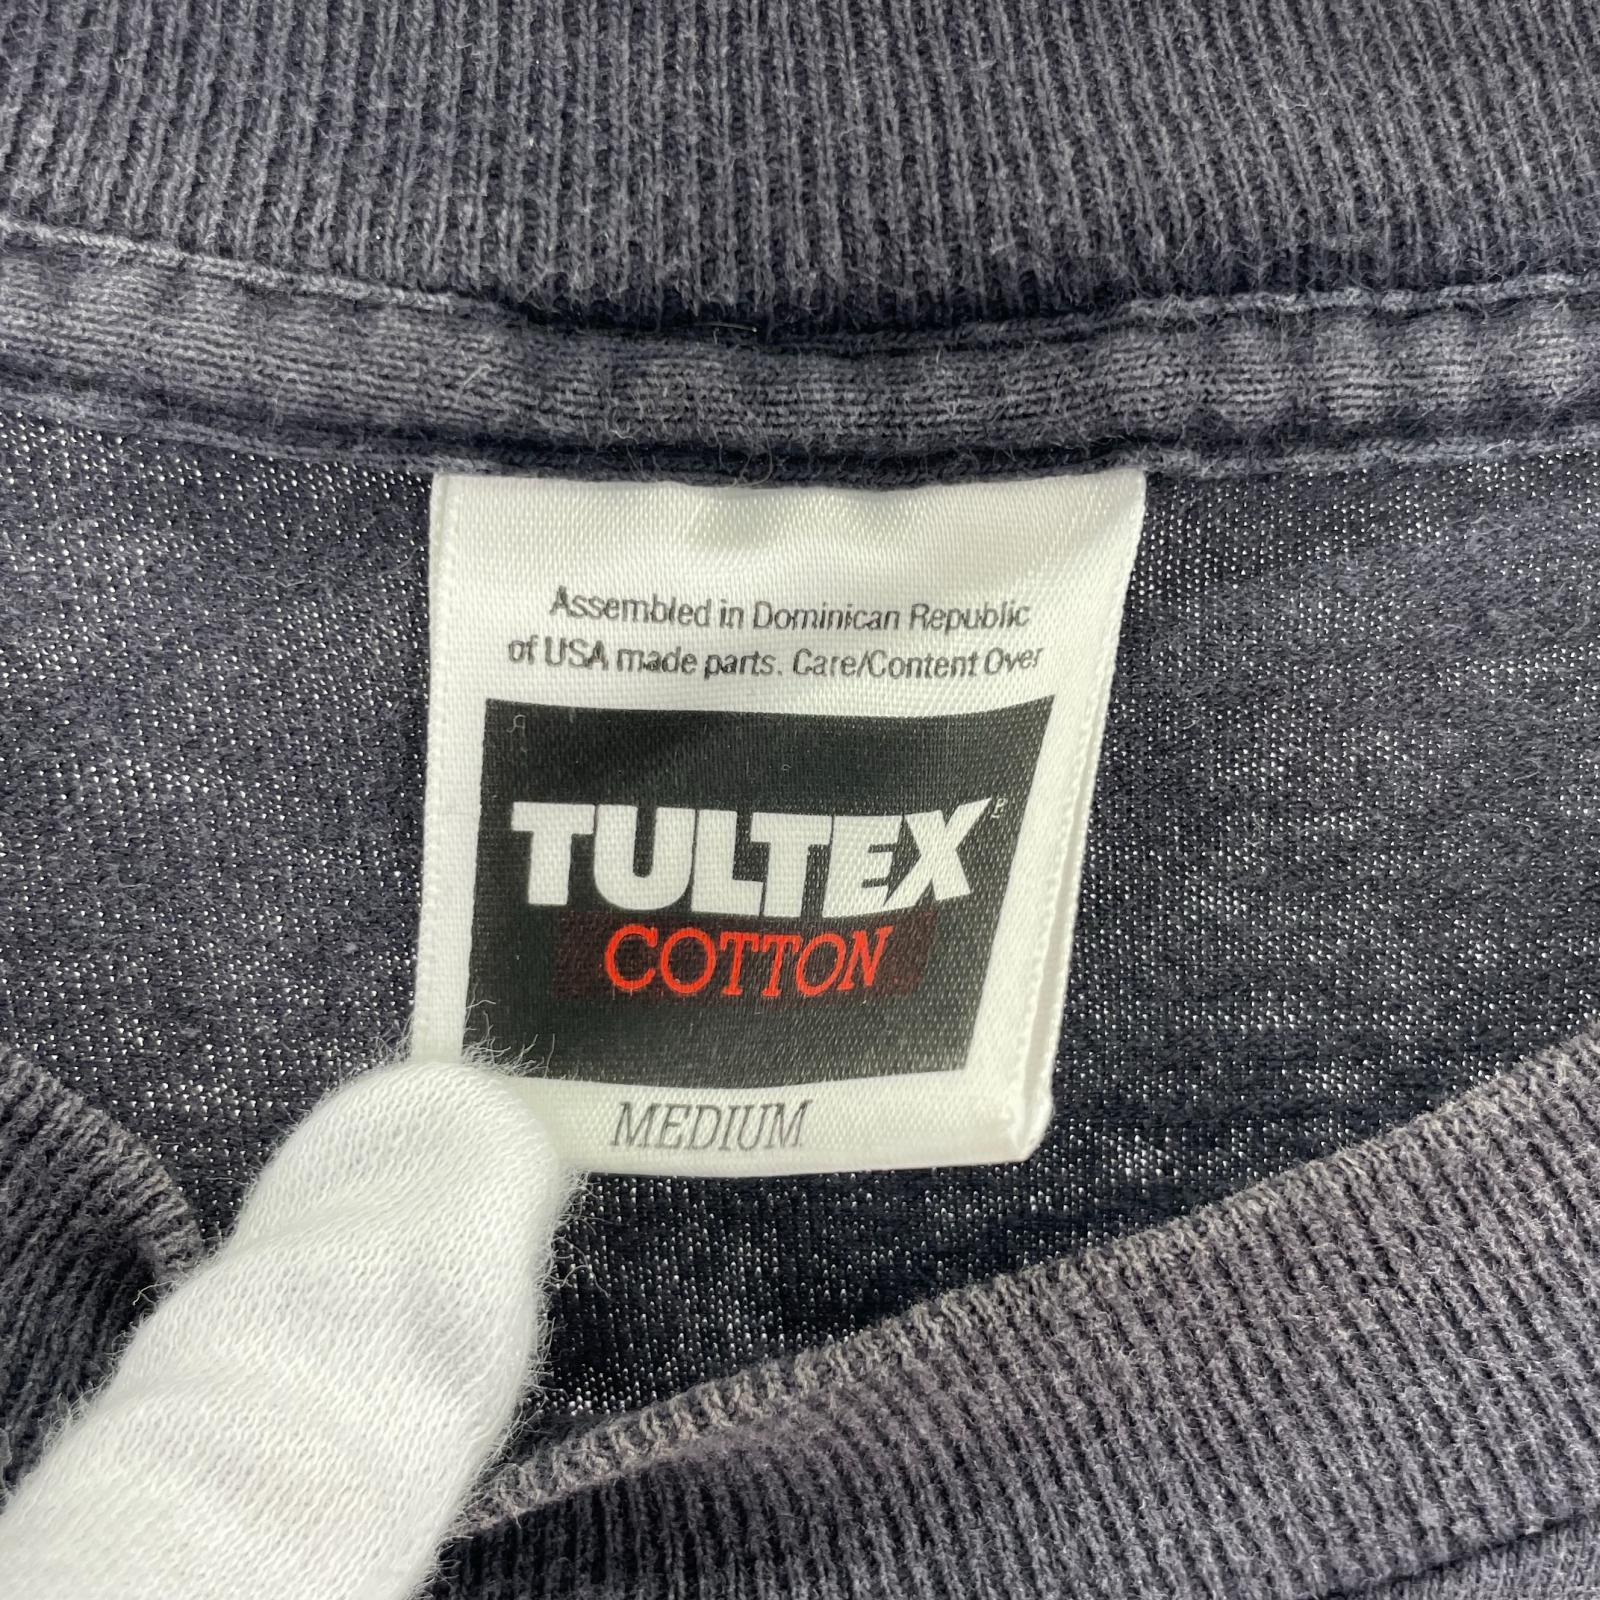 Assembled in Dominican Republic
of USA made parts. Care/Content Over
TULTEX
COTTON
MEDIUM